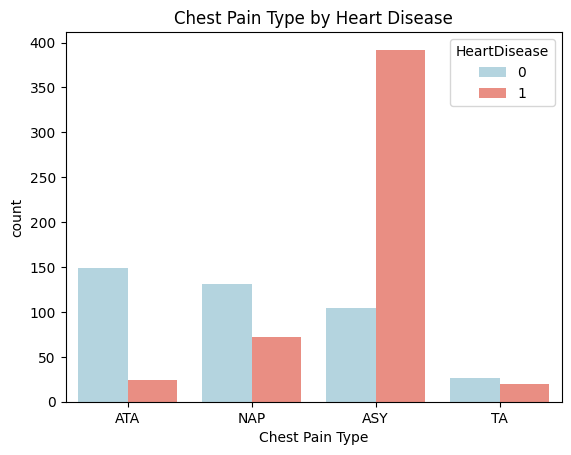 Chest Pain Type by Heart Disease
HeartDisease
0
1
400
350
300
250
200
150
100
50
0
count
ATA NAP ASY TA
Chest Pain Type